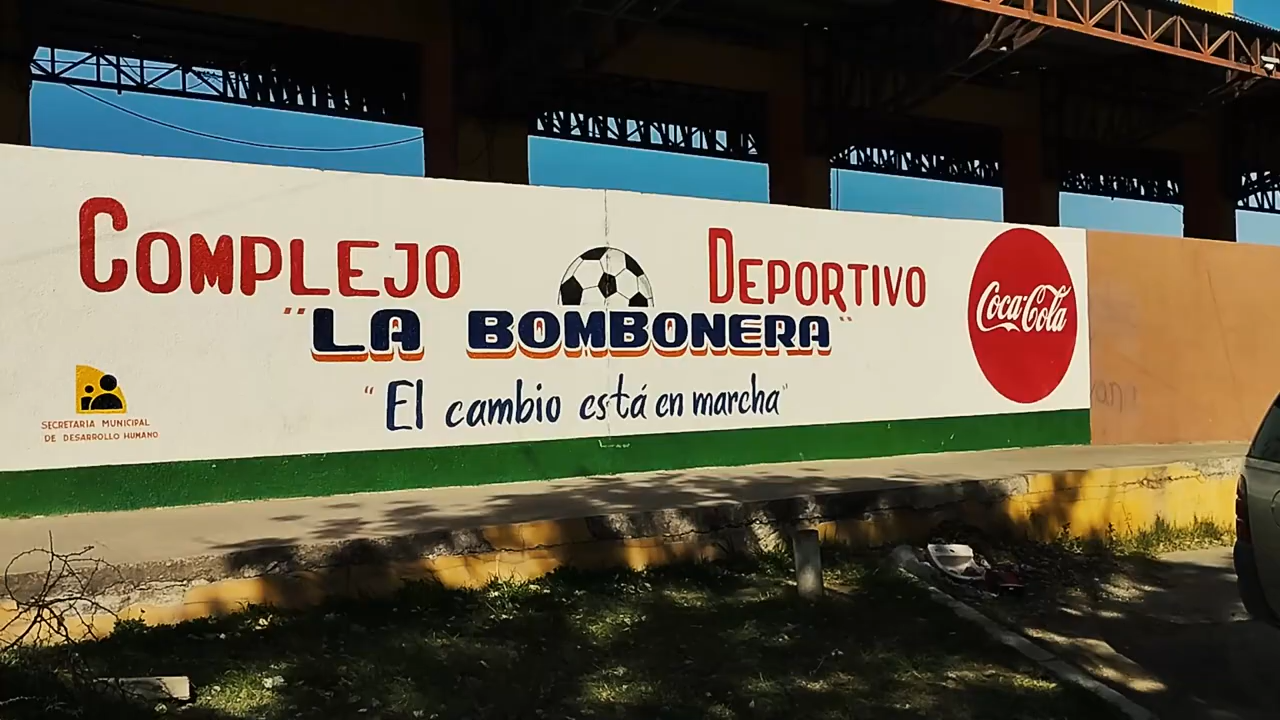 COMPLEJO DEPORTIVO
"LA BOMBONERA"
"El cambio está en marcha"
Coca-Cola
SECRETARIA MUNICIPAL
DE DESARROLLO HUMANO